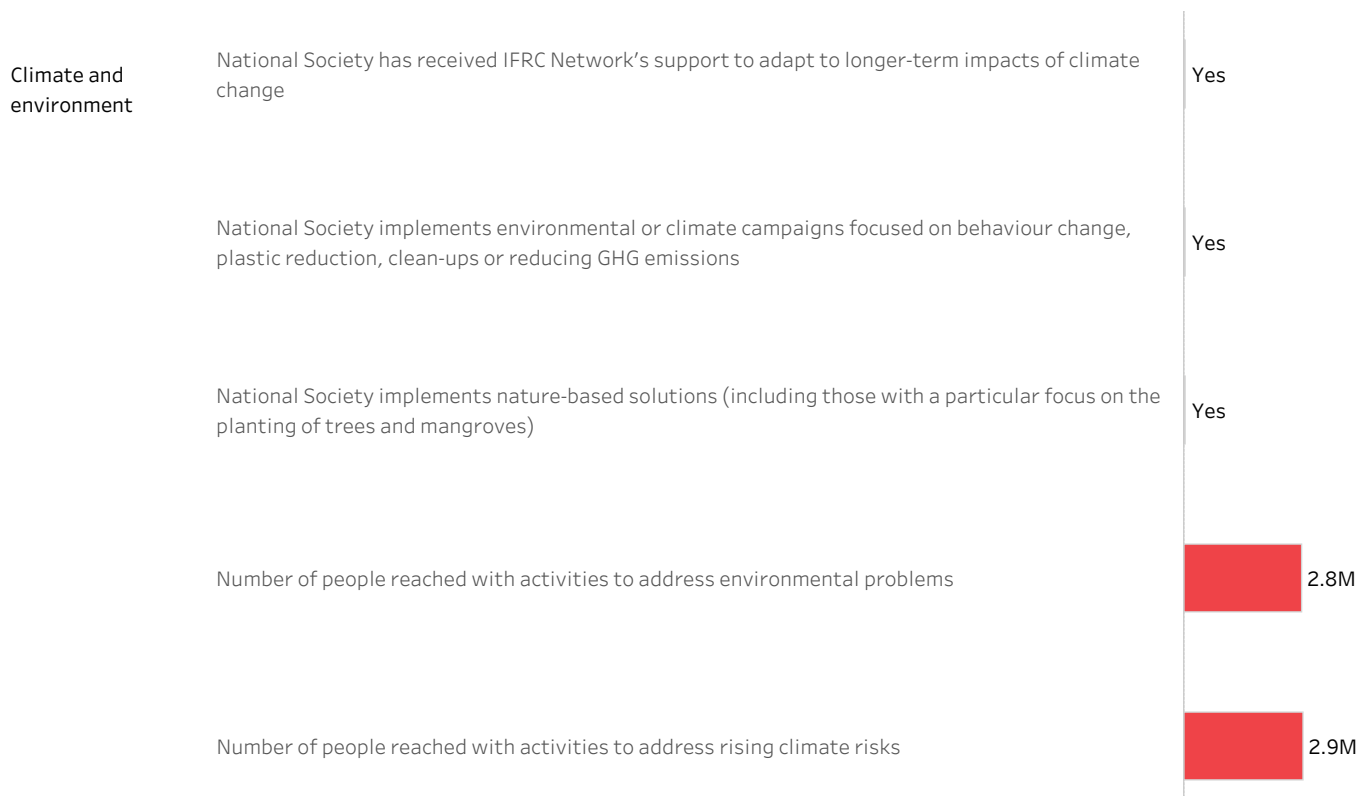 Climate and
environment
National Society has received IFRC Network's support to adapt to longer-term impacts of climate
change
Yes
National Society implements environmental or climate campaigns focused on behaviour change,
plastic reduction, clean-ups or reducing GHG emissions
Yes
National Society implements nature-based solutions (including those with a particular focus on the
planting of trees and mangroves)
Yes
Number of people reached with activities to address environmental problems
2.8M
Number of people reached with activities to address rising climate risks
2.9M